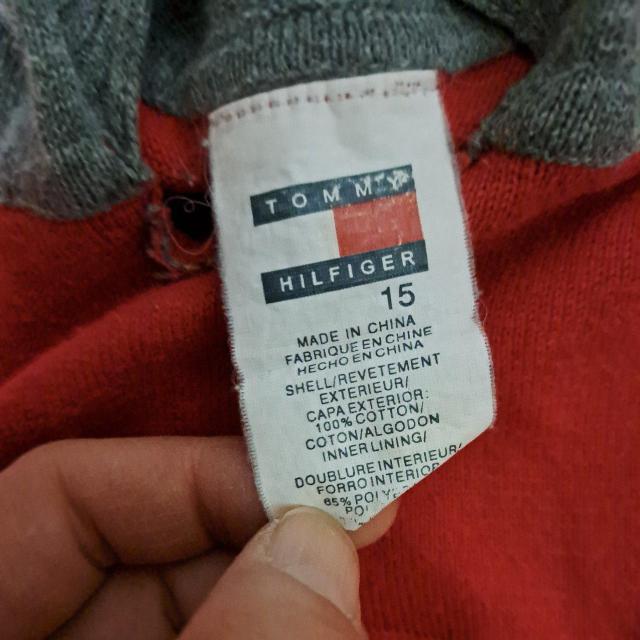 TOMMY
HILFIGER
15
MADE IN CHINA
FABRIQUE EN CHINE
HECHO EN CHINA
SHELL/REVETEMENT
EXTERIEUR/
CAPA EXTERIOR:
100% COTTON/
COTON/ALGODON
INNER LINING/
DOUBLURE INTERIEUR/
FORRO INTERIOR